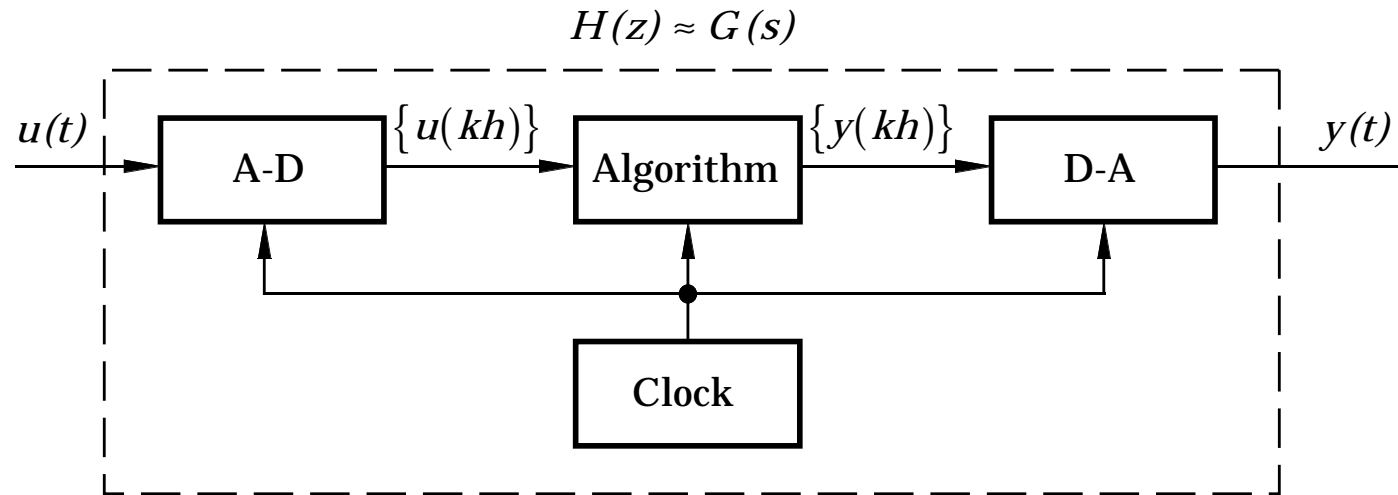 H(z) ≈ G(s)
u(t)
A-D
{u(kh)}
Algorithm
{y(kh)}
D-A
y(t)
Clock